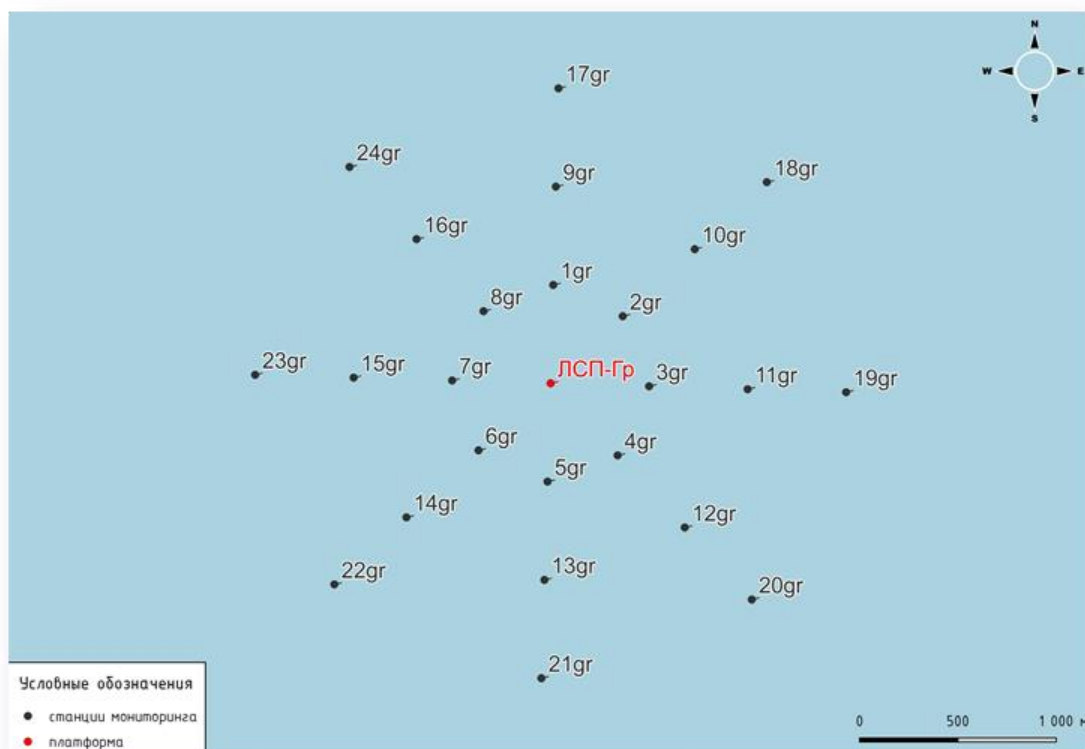 N
W E
S
17gr
24gr
9gr
18gr
16gr
10gr
1gr
8gr
2gr
ЛСП-Гр
23gr
15gr
7gr
3gr
11gr
19gr
6gr
4gr
5gr
14gr
12gr
13gr
22gr
20gr
21gr
Условные обозначения
станции мониторинга
платформа
0 500 1 000 м